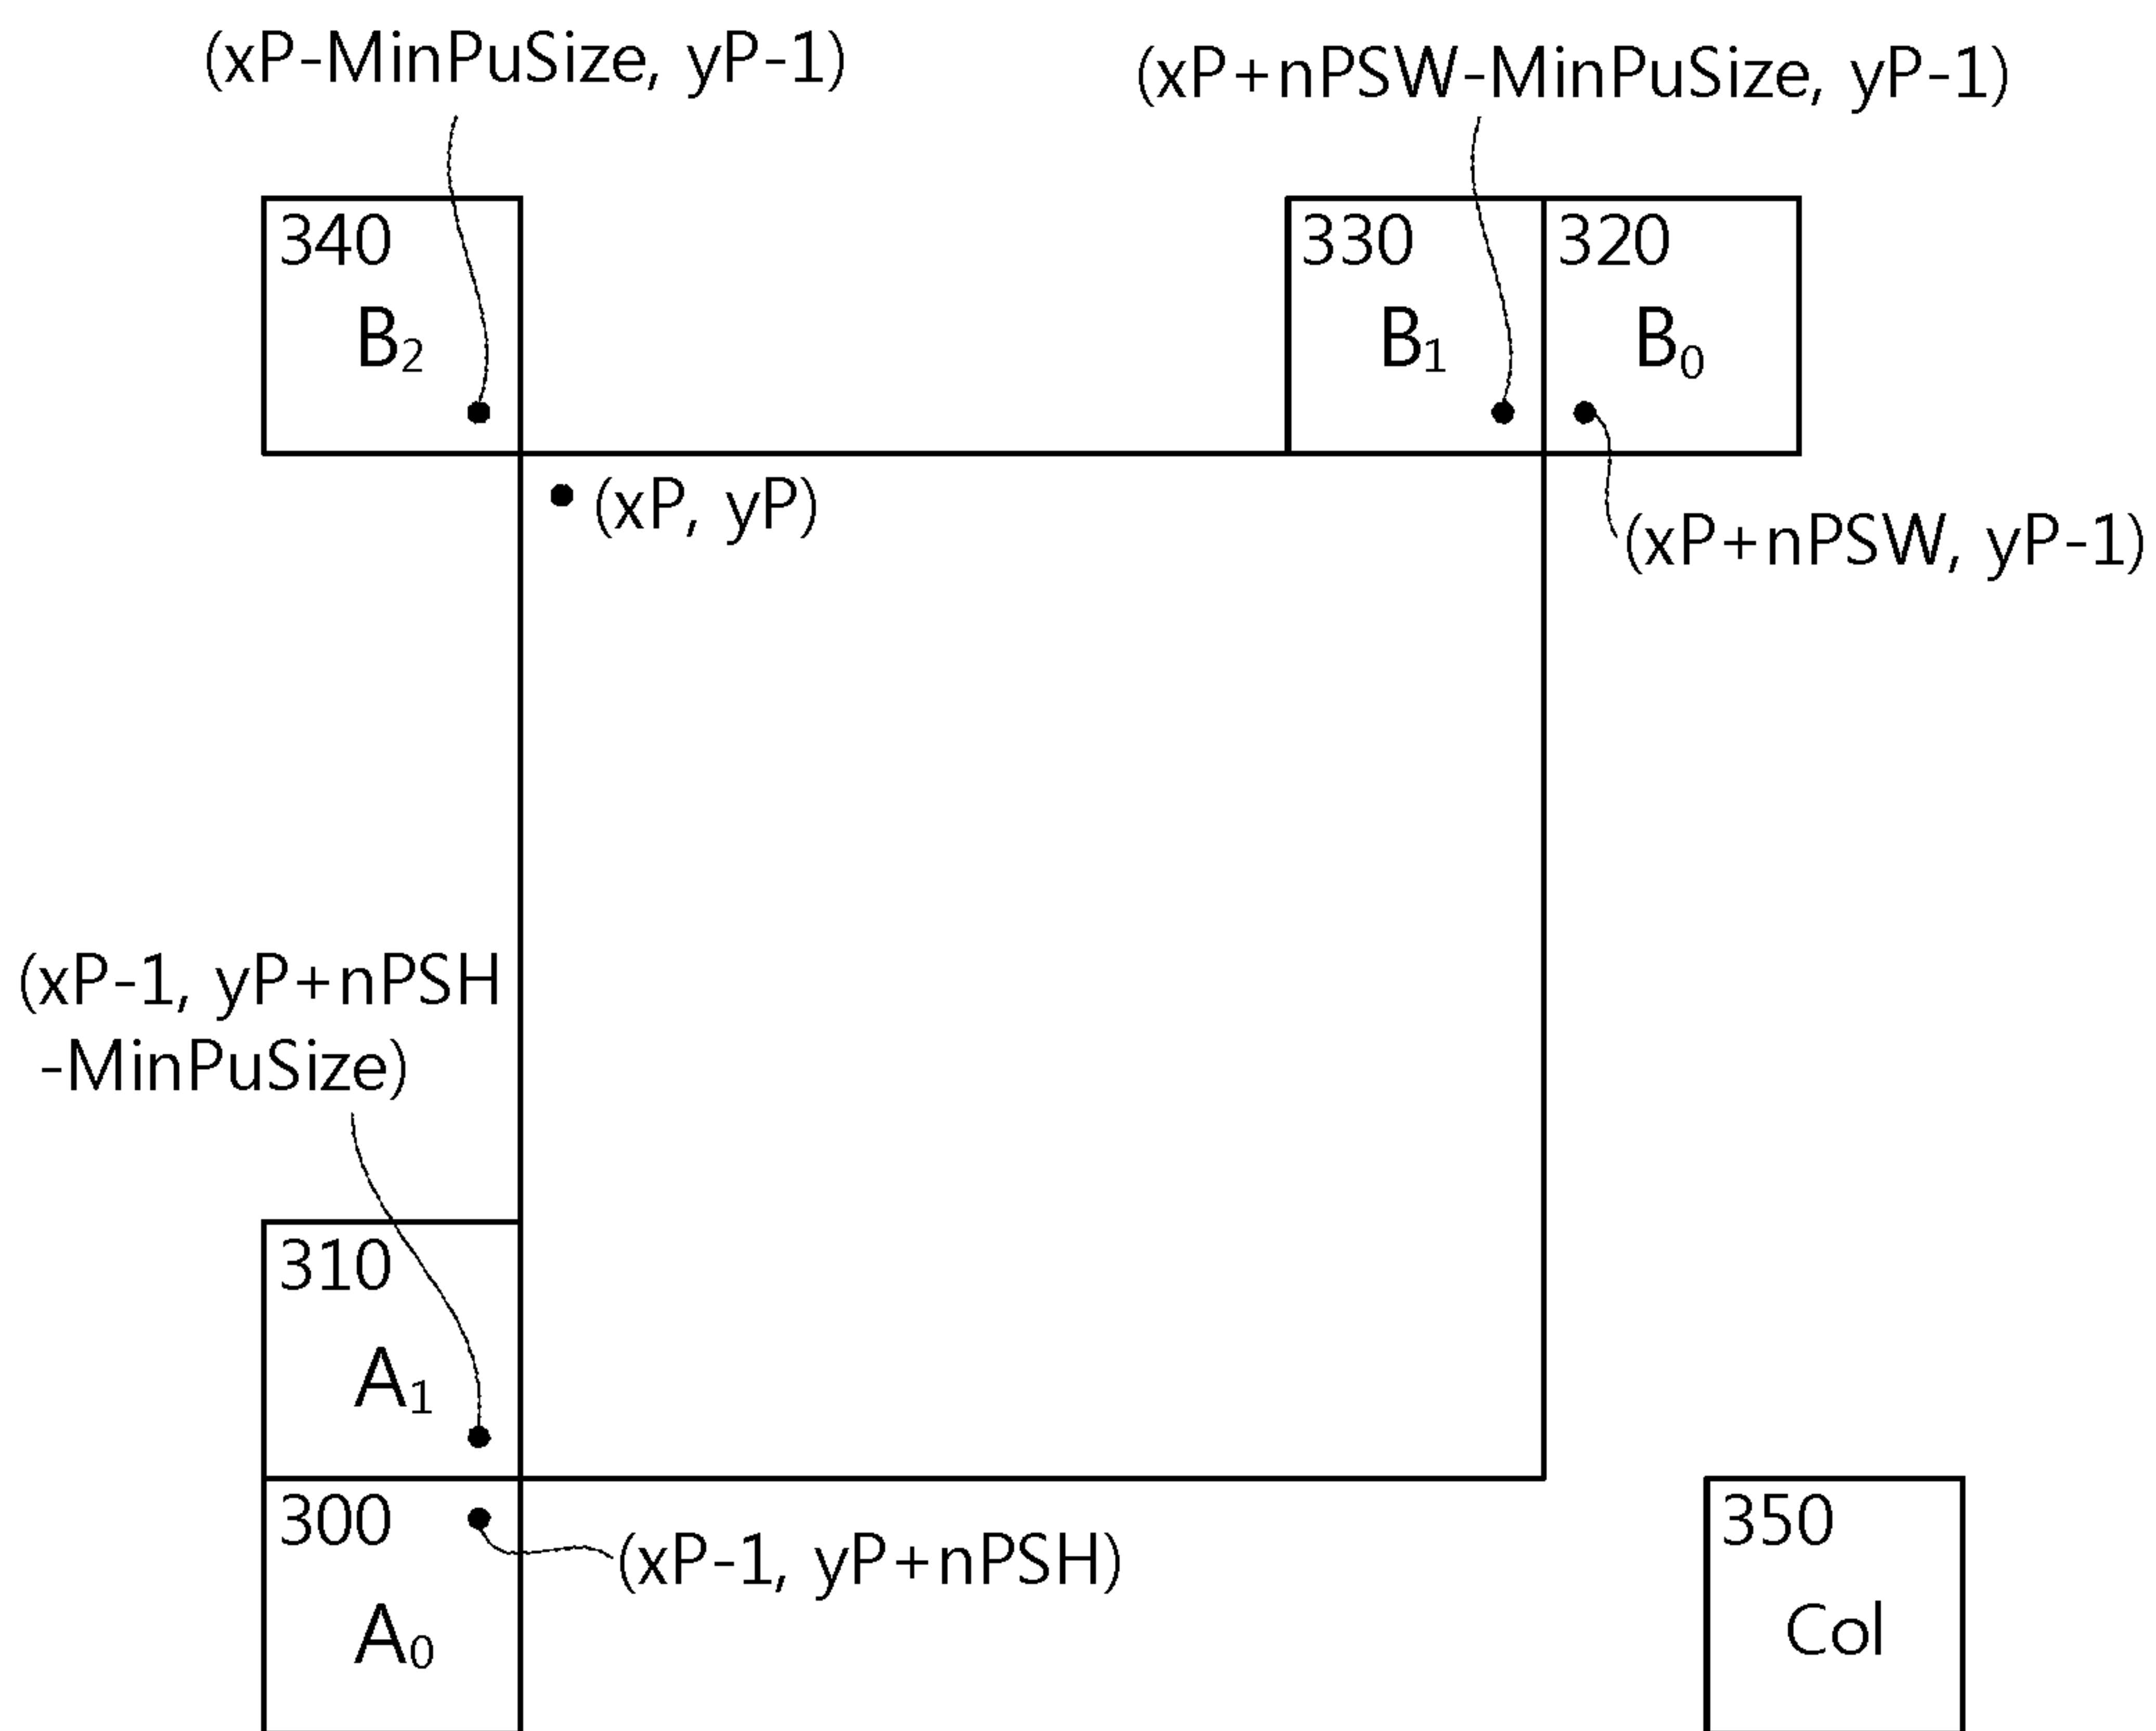 (xP-MinPuSize, yP-1)
(xP+nPSW-MinPuSize, yP-1)
340
B₂
330
B₁
320
B₀
(xP, yP)
(xP+nPSW, yP-1)
(xP-1, yP+nPSH
-MinPuSize)
310
A₁
300
A₀
(xP-1, yP+nPSH)
350
Col